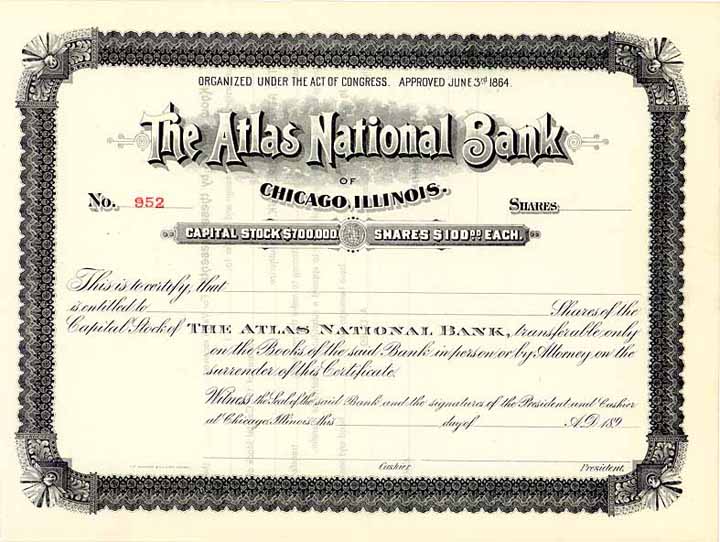 ORGANIZED UNDER THE ACT OF CONGRESS. APPROVED JUNE 3rd 1864.
The Atlas National Bank
OF
CHICAGO, ILLINOIS.
No. 952 SHARES
CAPITAL STOCK $700,000. SHARES $100.00 EACH.
This is to certify, that
is entitled to Shares of the
Capital Stock of THE ATLAS NATIONAL BANK, transferable only
on the Books of the said Bank in person or by Attorney on the
surrender of this Certificate.
Witness the Seal of the said Bank and the signatures of the President and Cashier
at Chicago, Illinois, this day of A.D. 189
Cashier President.